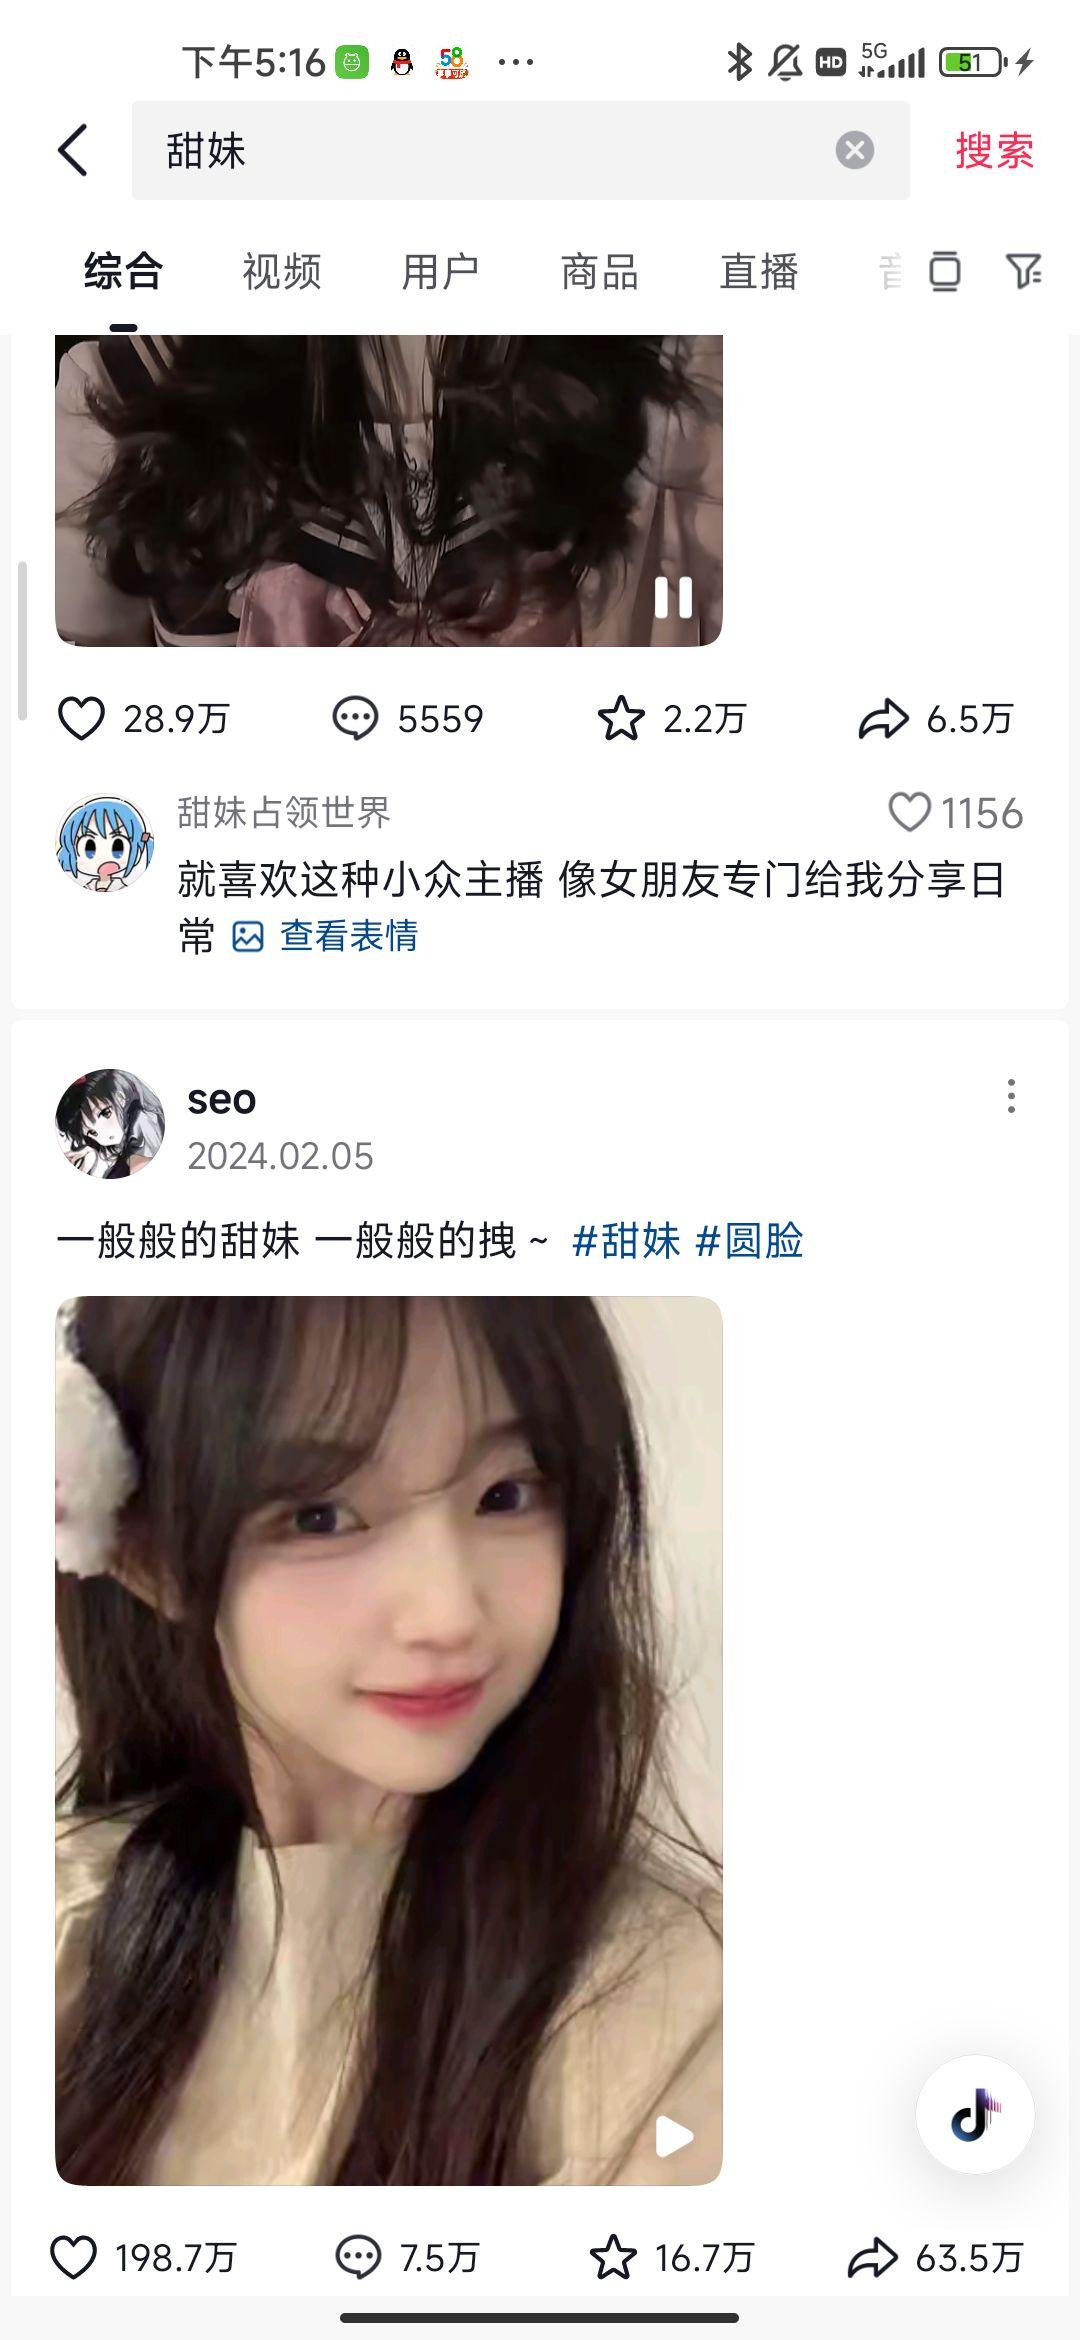 下午5:16
58
HD
5G
51
甜妹
搜索
综合
视频
用户
商品
直播
28.9万
5559
2.2万
6.5万
甜妹占领世界
1156
就喜欢这种小众主播 像女朋友专门给我分享日
常 查看表情
seo
2024.02.05
一般般的甜妹 一般般的拽 ~ #甜妹 #圆脸
198.7万
7.5万
16.7万
63.5万